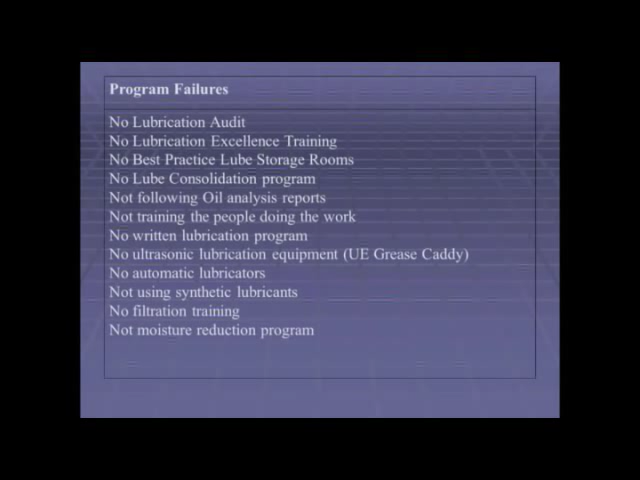 Program Failures
No Lubrication Audit
No Lubrication Excellence Training
No Best Practice Lube Storage Rooms
No Lube Consolidation program
Not following Oil analysis reports
Not training the people doing the work
No written lubrication program
No ultrasonic lubrication equipment (UE Grease Caddy)
No automatic lubricators
Not using synthetic lubricants
No filtration training
Not moisture reduction program